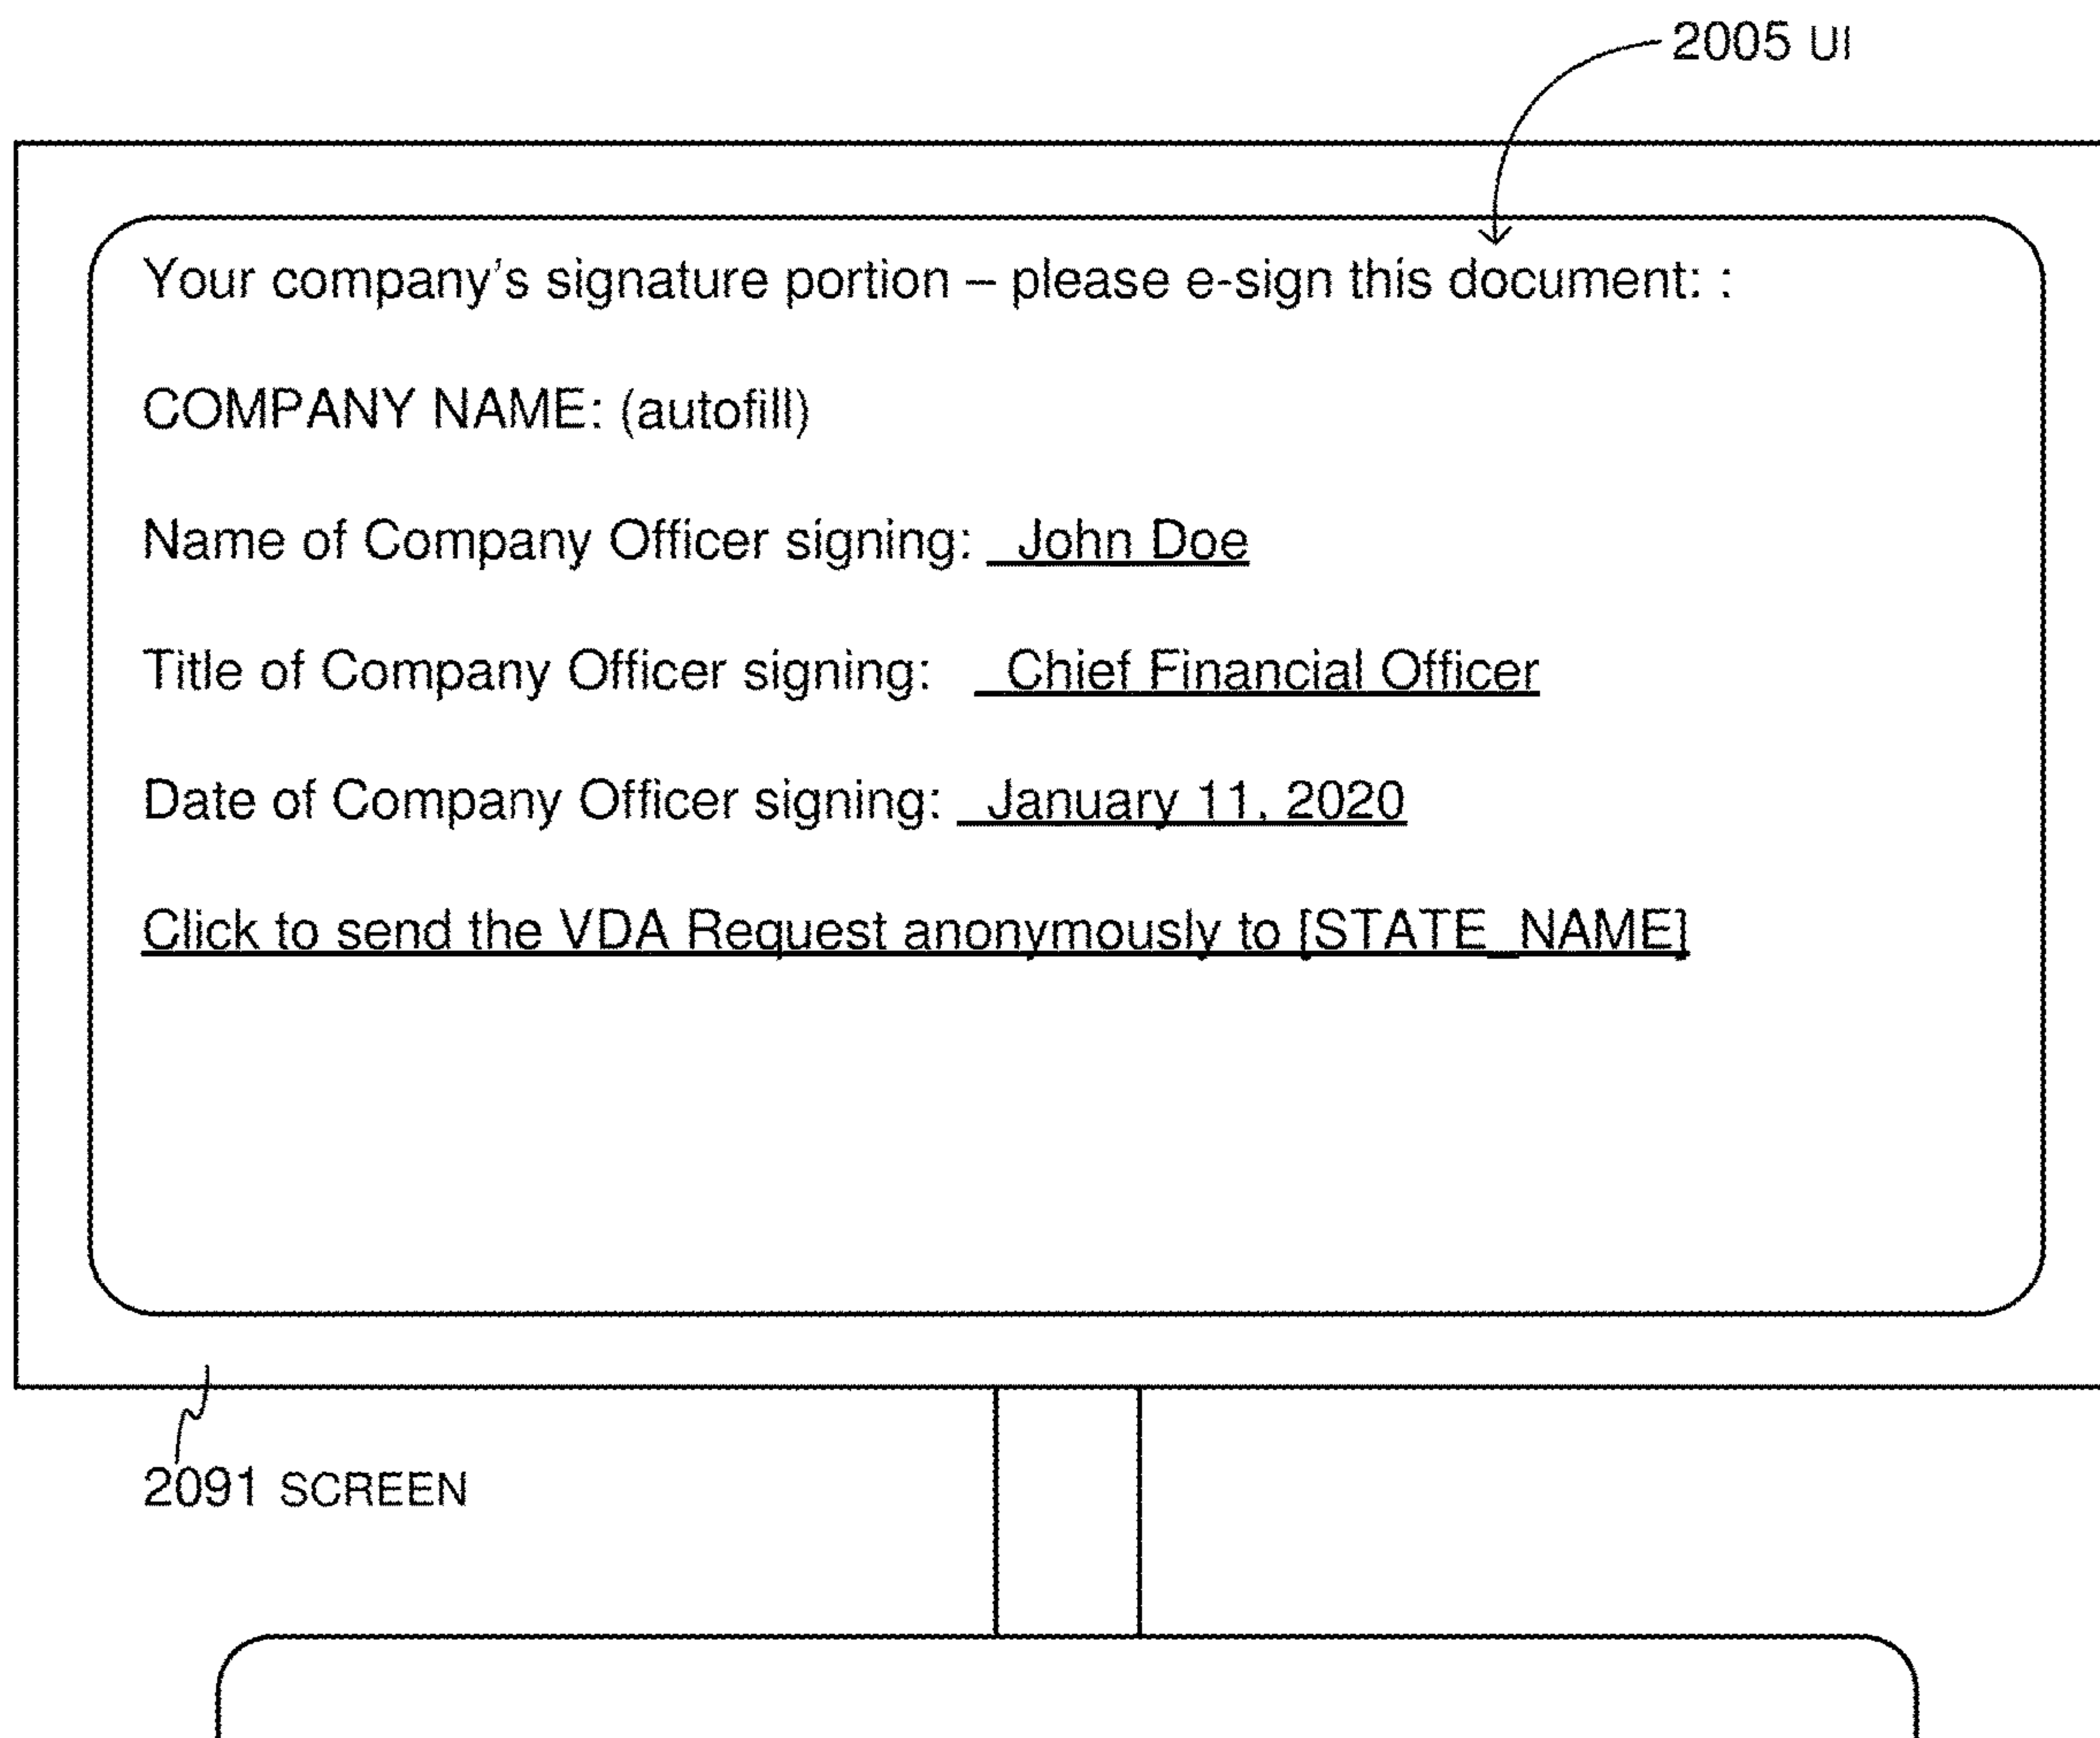 2005 UI
Your company's signature portion – please e-sign this document: :
COMPANY NAME: (autofill)
Name of Company Officer signing: John Doe
Title of Company Officer signing: Chief Financial Officer
Date of Company Officer signing: January 11, 2020
Click to send the VDA Request anonymously to [STATE_NAME]
2091 SCREEN